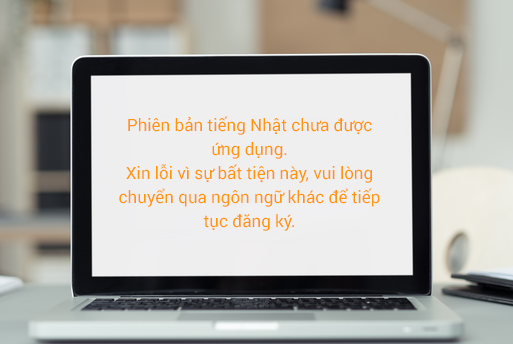 Phiên bản tiếng Nhật chưa được
ứng dụng.
Xin lỗi vì sự bất tiện này, vui lòng
chuyển qua ngôn ngữ khác để tiếp
tục đăng ký.